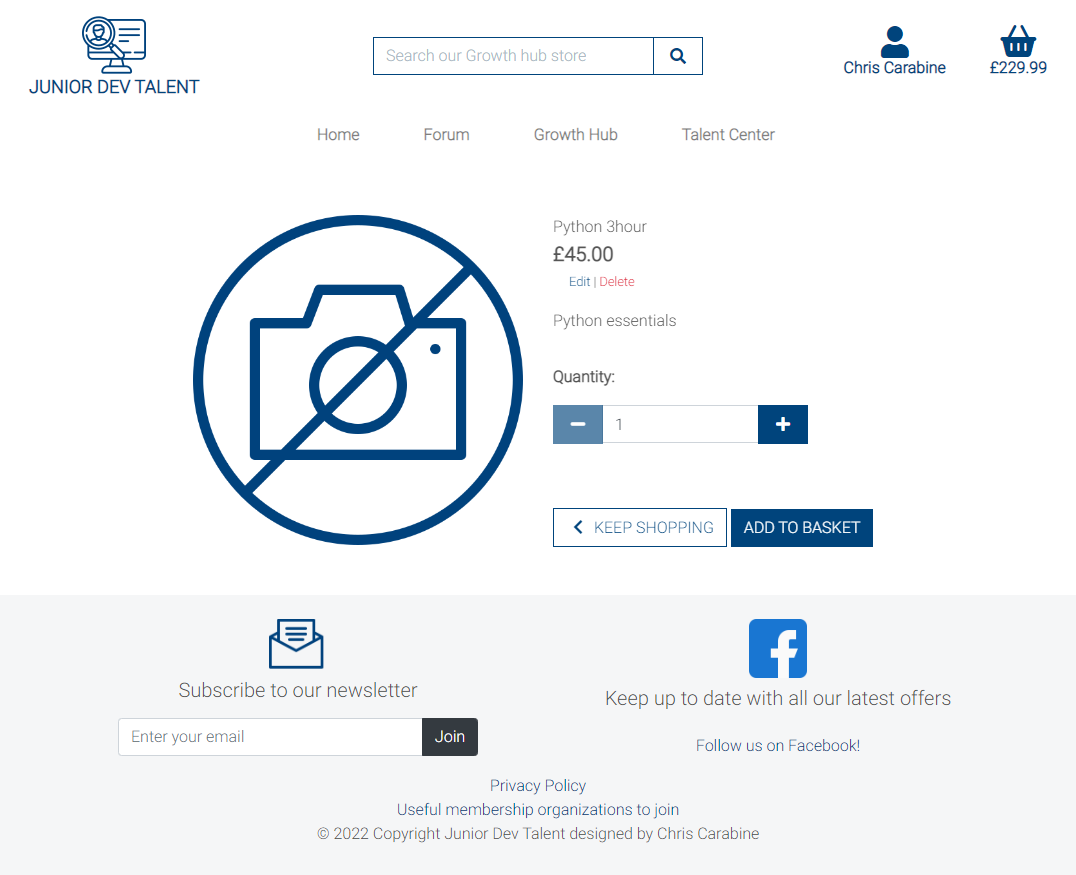 JUNIOR DEV TALENT
Search our Growth hub store
Chris Carabine
£229.99
Home Forum Growth Hub Talent Center
Python 3hour
£45.00
Edit | Delete
Python essentials
Quantity:
1
KEEP SHOPPING ADD TO BASKET
Subscribe to our newsletter
Enter your email Join
Keep up to date with all our latest offers
Follow us on Facebook!
Privacy Policy
Useful membership organizations to join
© 2022 Copyright Junior Dev Talent designed by Chris Carabine